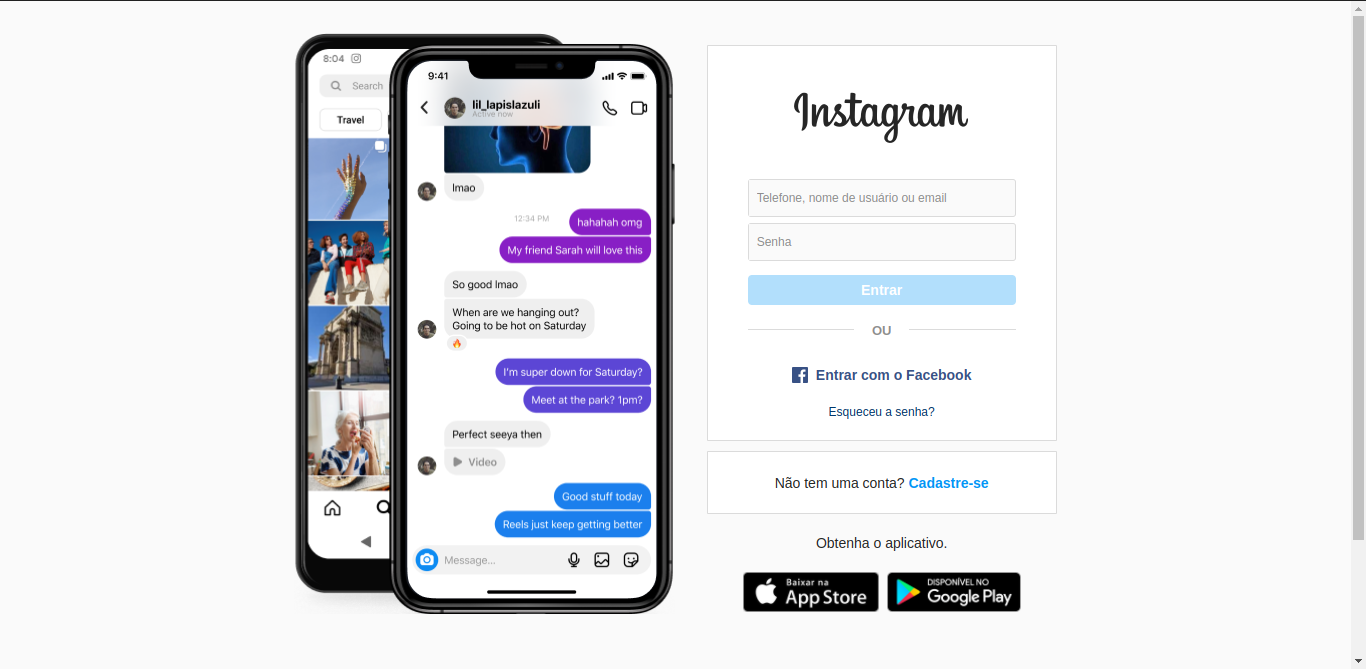 8:04
Search
Travel
9:41
lil_lapislazuli
Active now
lmao
12:34 PM
hahahah omg
My friend Sarah will love this
So good lmao
When are we hanging out?
Going to be hot on Saturday
🔥
I'm super down for Saturday?
Meet at the park? 1pm?
Perfect seeya then
Video
Good stuff today
Reels just keep getting better
Message...
Instagram
Telefone, nome de usuário ou email
Senha
Entrar
OU
Entrar com o Facebook
Esqueceu a senha?
Não tem uma conta? Cadastre-se
Obtenha o aplicativo.
Baixar na
App Store
DISPONÍVEL NO
Google Play